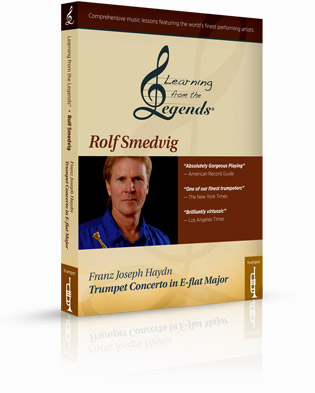 Comprehensive music lessons featuring the world's finest performing artists.
Learning
from the
Legends®
Rolf Smedvig
"Absolutely Gorgeous Playing"
— American Record Guide
"One of our finest trumpeters"
— The New York Times
"Brilliantly virtuosic"
— Los Angeles Times
Franz Joseph Haydn
Trumpet Concerto in E-flat Major
Trumpet
Learning from the Legends® • Rolf Smedvig
Franz Joseph Haydn
Trumpet Concerto in E-flat Major
Trumpet